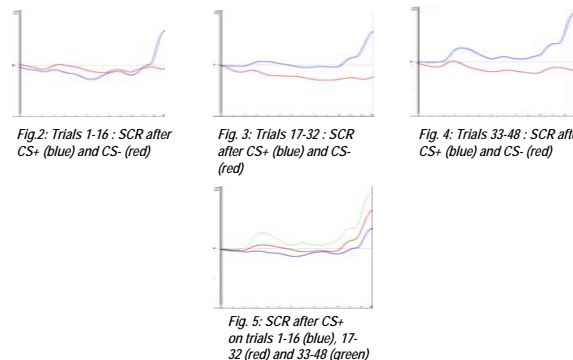 Fig.2: Trials 1-16 : SCR after
CS+ (blue) and CS- (red)
Fig. 3: Trials 17-32 : SCR
after CS+ (blue) and CS-
(red)
Fig. 4: Trials 33-48 : SCR
CS+ (blue) and CS- (red)
Fig. 5: SCR after CS+
on trials 1-16 (blue), 17-
32 (red) and 33-48 (green)